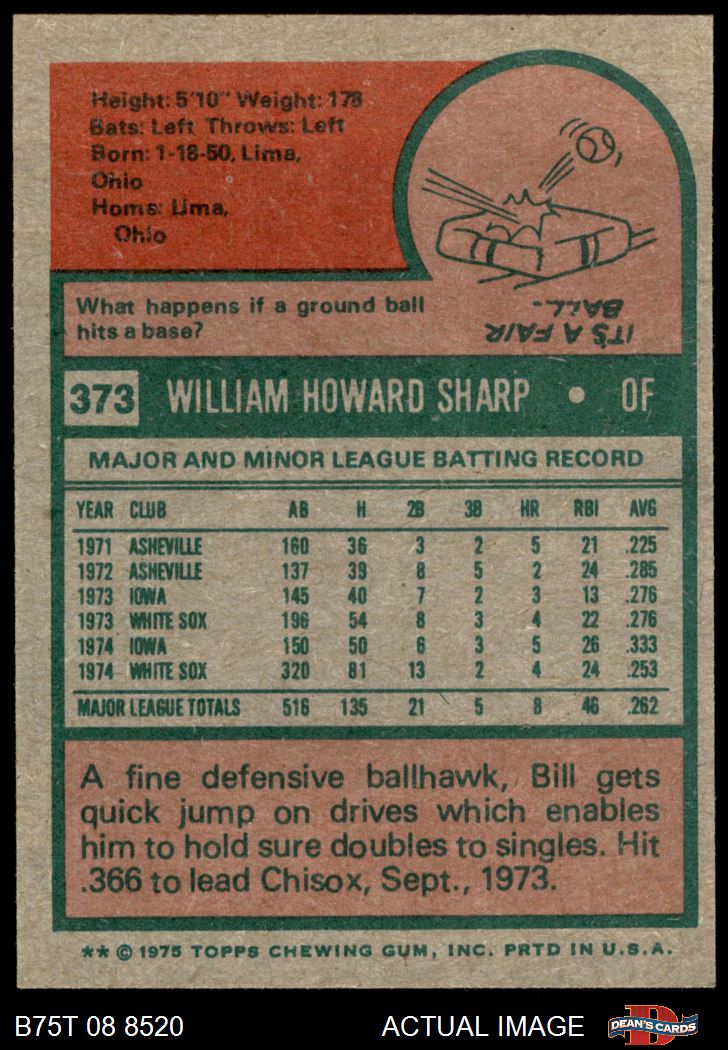 Height: 5'10" Weight: 178
Bats: Left Throws: Left
Born: 1-18-50, Lima,
Ohio
Home: Lima,
Ohio
What happens if a ground ball
hits a base?
IT'S A FAIR
BALL.
373 WILLIAM HOWARD SHARP • OF
MAJOR AND MINOR LEAGUE BATTING RECORD
YEAR CLUB AB H 2B 3B HR RBI AVG
1971 ASHEVILLE 160 36 3 2 5 21 .225
1972 ASHEVILLE 137 39 8 5 2 24 .285
1973 IOWA 145 40 7 2 3 13 .276
1973 WHITE SOX 196 54 8 3 4 22 .276
1974 IOWA 150 50 6 3 5 26 .333
1974 WHITE SOX 320 81 13 2 4 24 .253
MAJOR LEAGUE TOTALS 516 135 21 5 8 46 .262
A fine defensive ballhawk, Bill gets
quick jump on drives which enables
him to hold sure doubles to singles. Hit
.366 to lead Chisox, Sept., 1973.
** © 1975 TOPPS CHEWING GUM, INC. PRTD IN U.S.A.
B75T 08 8520 ACTUAL IMAGE D DEAN'S CARDS